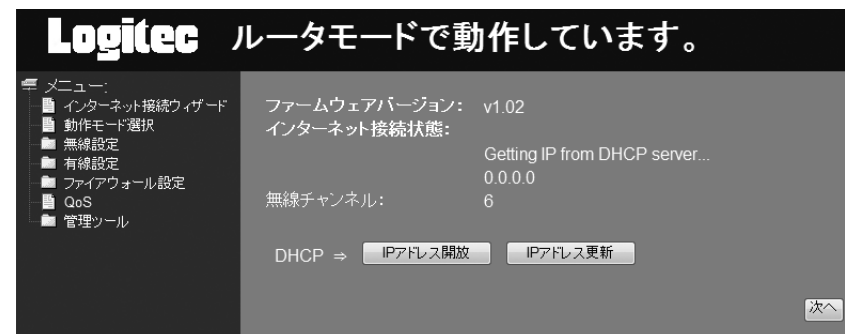 Logitec ルータモードで動作しています。
メニュー:
インターネット接続ウィザード
動作モード選択
無線設定
有線設定
ファイアウォール設定
QoS
管理ツール
ファームウェアバージョン： v1.02
インターネット接続状態：
Getting IP from DHCP server...
0.0.0.0
無線チャンネル： 6
DHCP ⇒ IPアドレス開放 IPアドレス更新
次へ